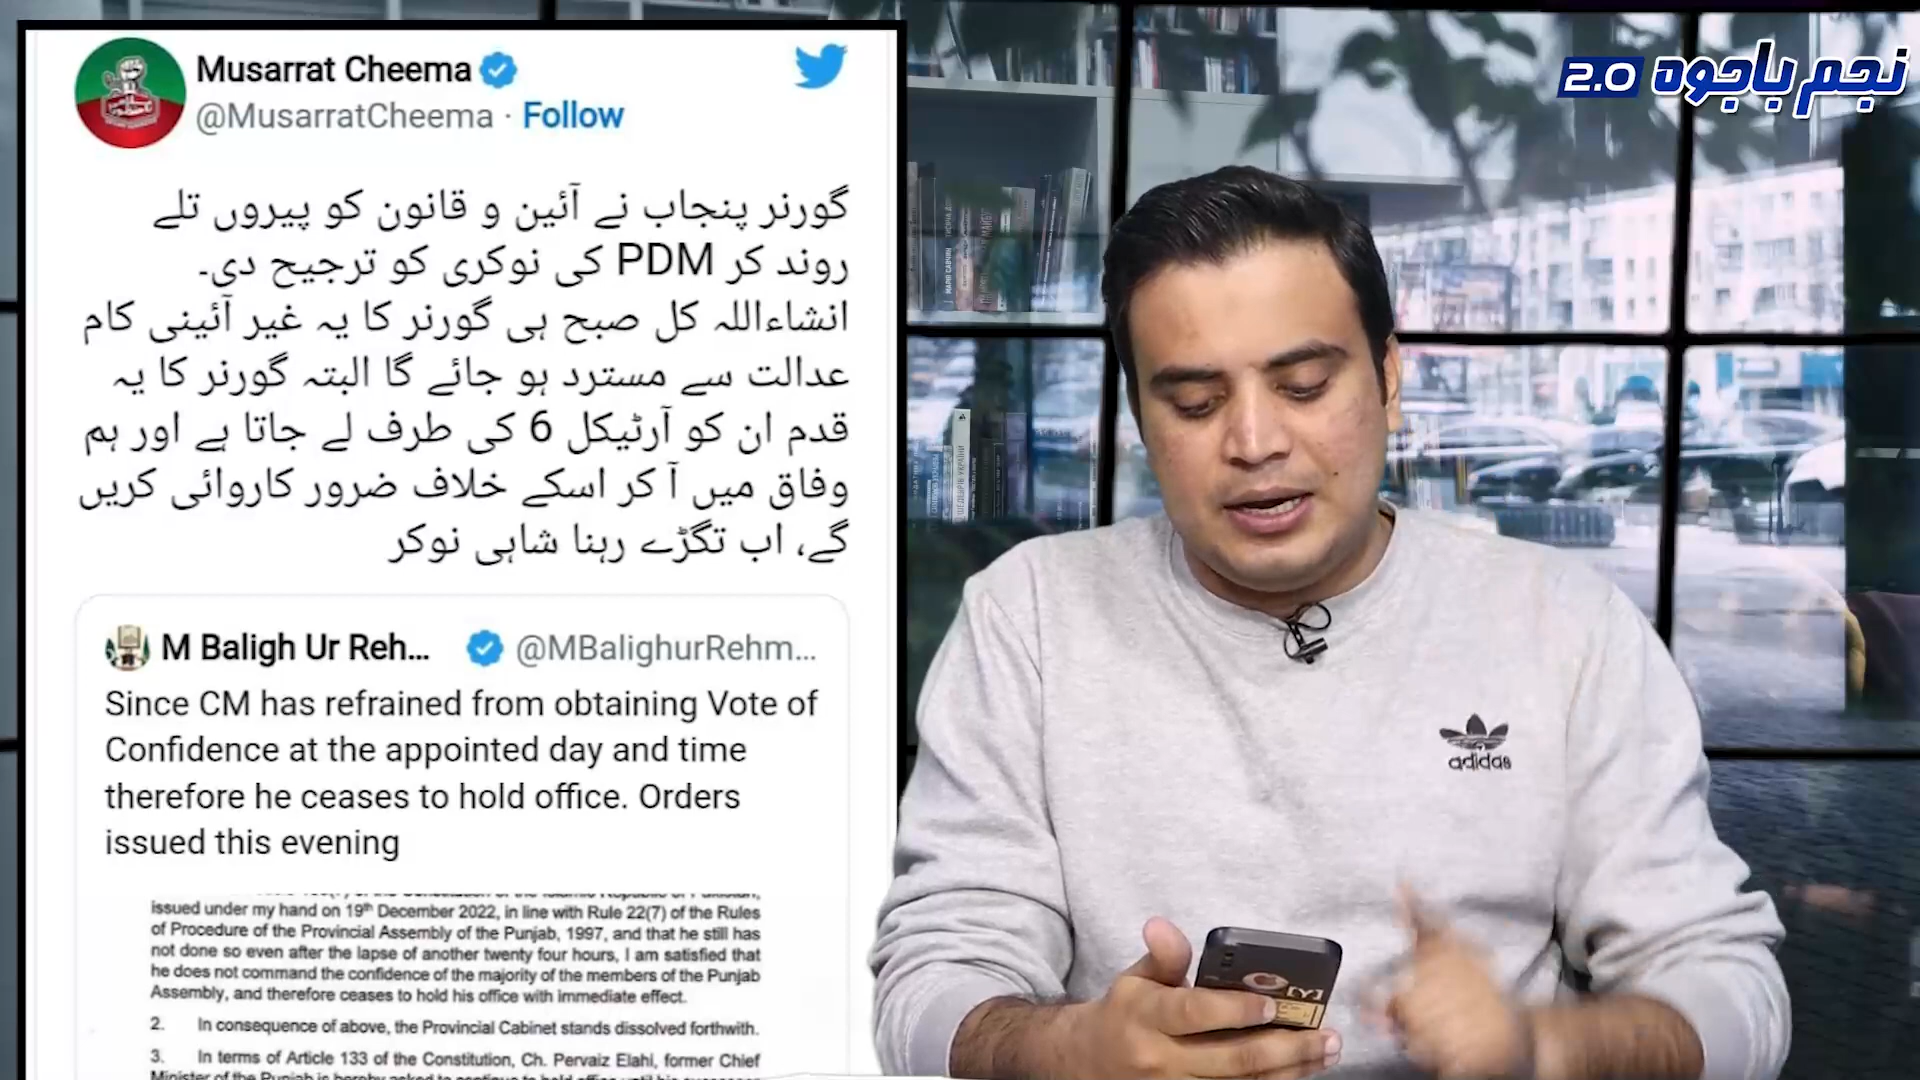 Musarrat Cheema
@MusarratCheema · Follow
گورنر پنجاب نے آئین و قانون کو پیروں تلے
روند کر PDM کی نوکری کو ترجیح دی۔
انشاءاللہ کل صبح ہی گورنر کا یہ غیر آئینی کام
عدالت سے مسترد ہو جائے گا البتہ گورنر کا یہ
قدم ان کو آرٹیکل 6 کی طرف لے جاتا ہے اور ہم
وفاق میں آ کر اسکے خلاف ضرور کاروائی کریں
گے، اب تگڑے رہنا شاہی نوکر
M Baligh Ur Reh... @MBalighurRehm...
Since CM has refrained from obtaining Vote of
Confidence at the appointed day and time
therefore he ceases to hold office. Orders
issued this evening
issued under my hand on 19th December 2022, in line with Rule 22(7) of the Rules
of Procedure of the Provincial Assembly of the Punjab, 1997, and that he still has
not done so even after the lapse of another twenty four hours, I am satisfied that
he does not command the confidence of the majority of the members of the Punjab
Assembly, and therefore ceases to hold his office with immediate effect.
2. In consequence of above, the Provincial Cabinet stands dissolved forthwith.
3. In terms of Article 133 of the Constitution, Ch. Pervaiz Elahi, former Chief
نجم باجوہ 2.0
adidas